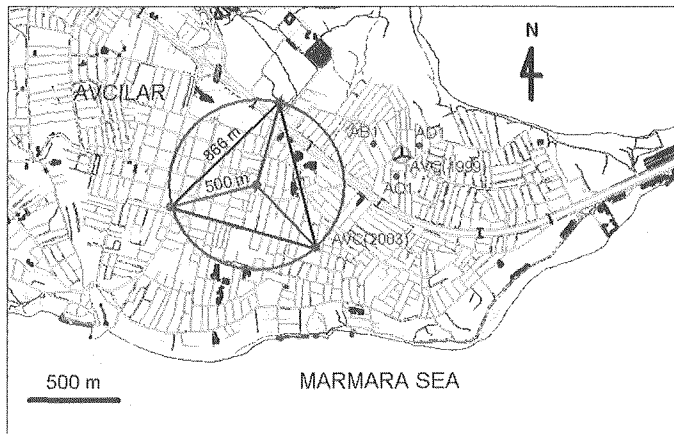 N
AVCILAR
866 m
AB1
AD1
AVC(1999)
500 m
AC1
AVC(2003)
500 m
MARMARA SEA